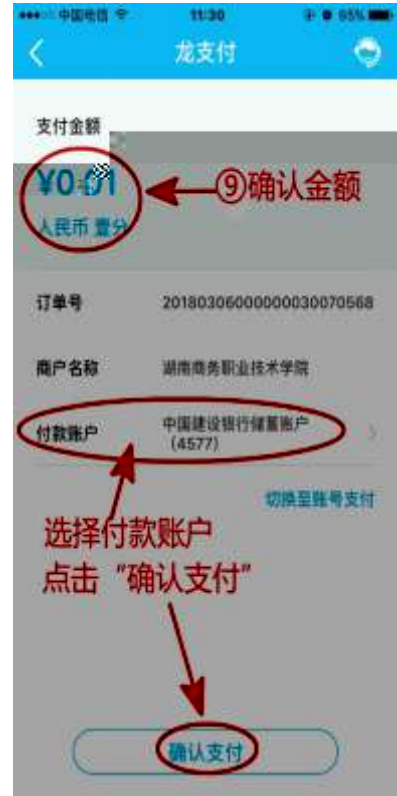 中国电信 11:30 65%
龙支付
支付金额
¥0.01
⑨确认金额
人民币 壹分
订单号 20180306000000030070568
商户名称 湖南商务职业技术学院
付款账户 中国建设银行储蓄账户
（4577）
切换至账号支付
选择付款账户
点击“确认支付”
确认支付